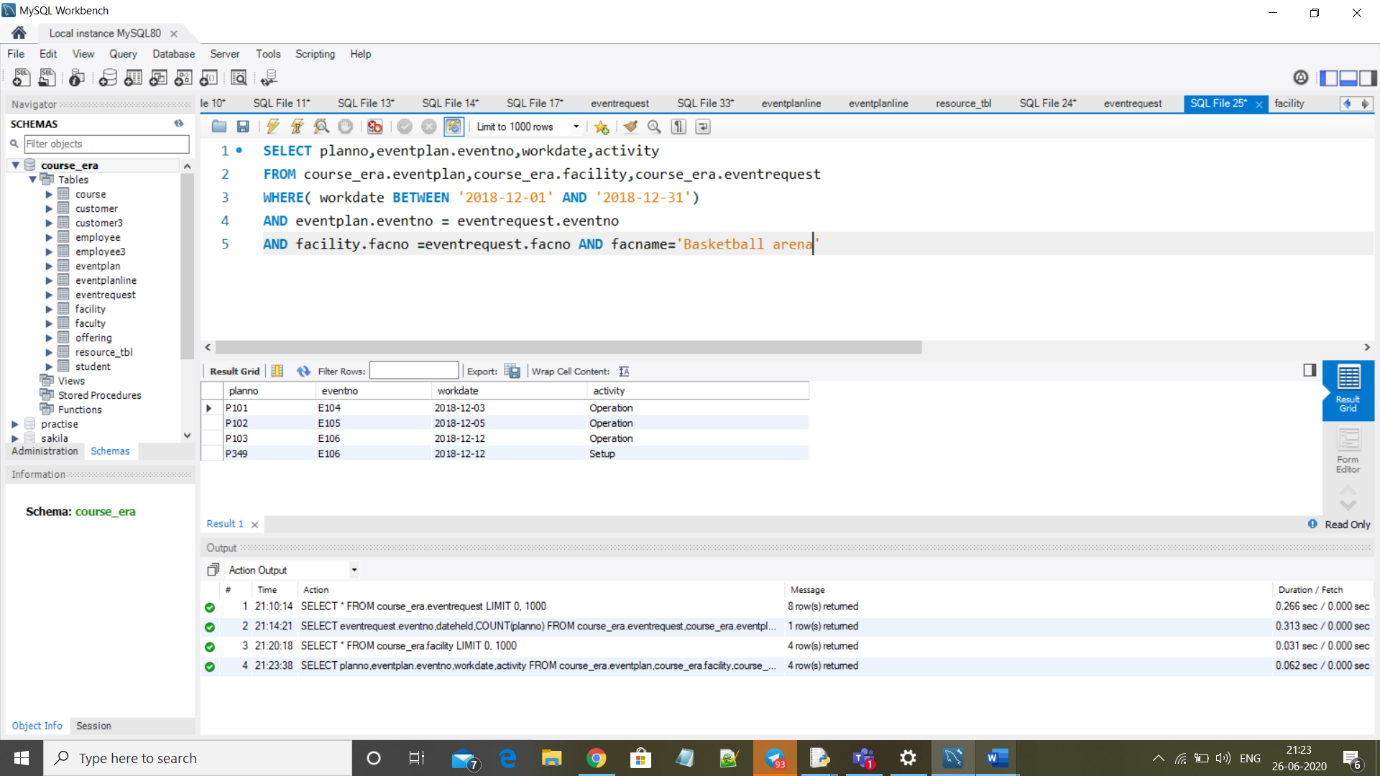 MySQL Workbench
Local instance MySQL80
File Edit View Query Database Server Tools Scripting Help
Navigator
le 10* SQL File 11* SQL File 13* SQL File 14* SQL File 17* eventrequest SQL File 33* eventplanline eventplanline resource_tbl SQL File 24* eventrequest SQL File 25* facility
SCHEMAS
Filter objects
course_era
Tables
course
customer
customer3
employee
employee3
eventplan
eventplanline
eventrequest
facility
faculty
offering
resource_tbl
student
Views
Stored Procedures
Functions
practise
sakila
Administration Schemas
Information
Schema: course_era
Object Info Session
Limit to 1000 rows
1 SELECT planno,eventplan.eventno,workdate,activity
2 FROM course_era.eventplan,course_era.facility,course_era.eventrequest
3 WHERE( workdate BETWEEN '2018-12-01' AND '2018-12-31')
4 AND eventplan.eventno = eventrequest.eventno
5 AND facility.facno =eventrequest.facno AND facname='Basketball arena'
Result Grid Filter Rows: Export: Wrap Cell Content:
planno eventno workdate activity
P101 E104 2018-12-03 Operation
P102 E105 2018-12-05 Operation
P103 E106 2018-12-12 Operation
P349 E106 2018-12-12 Setup
Result
Grid
Form
Editor
Result 1
Read Only
Output
Action Output
# Time Action Message Duration / Fetch
1 21:10:14 SELECT * FROM course_era.eventrequest LIMIT 0, 1000 8 row(s) returned 0.266 sec / 0.000 sec
2 21:14:21 SELECT eventrequest.eventno,dateheld,COUNT(planno) FROM course_era.eventrequest,course_era.eventpl... 1 row(s) returned 0.313 sec / 0.000 sec
3 21:20:18 SELECT * FROM course_era.facility LIMIT 0, 1000 4 row(s) returned 0.031 sec / 0.000 sec
4 21:23:38 SELECT planno,eventplan.eventno,workdate,activity FROM course_era.eventplan,course_era.facility,course_... 4 row(s) returned 0.062 sec / 0.000 sec
Type here to search
7
93
1
ENG
21:23
26-06-2020
6